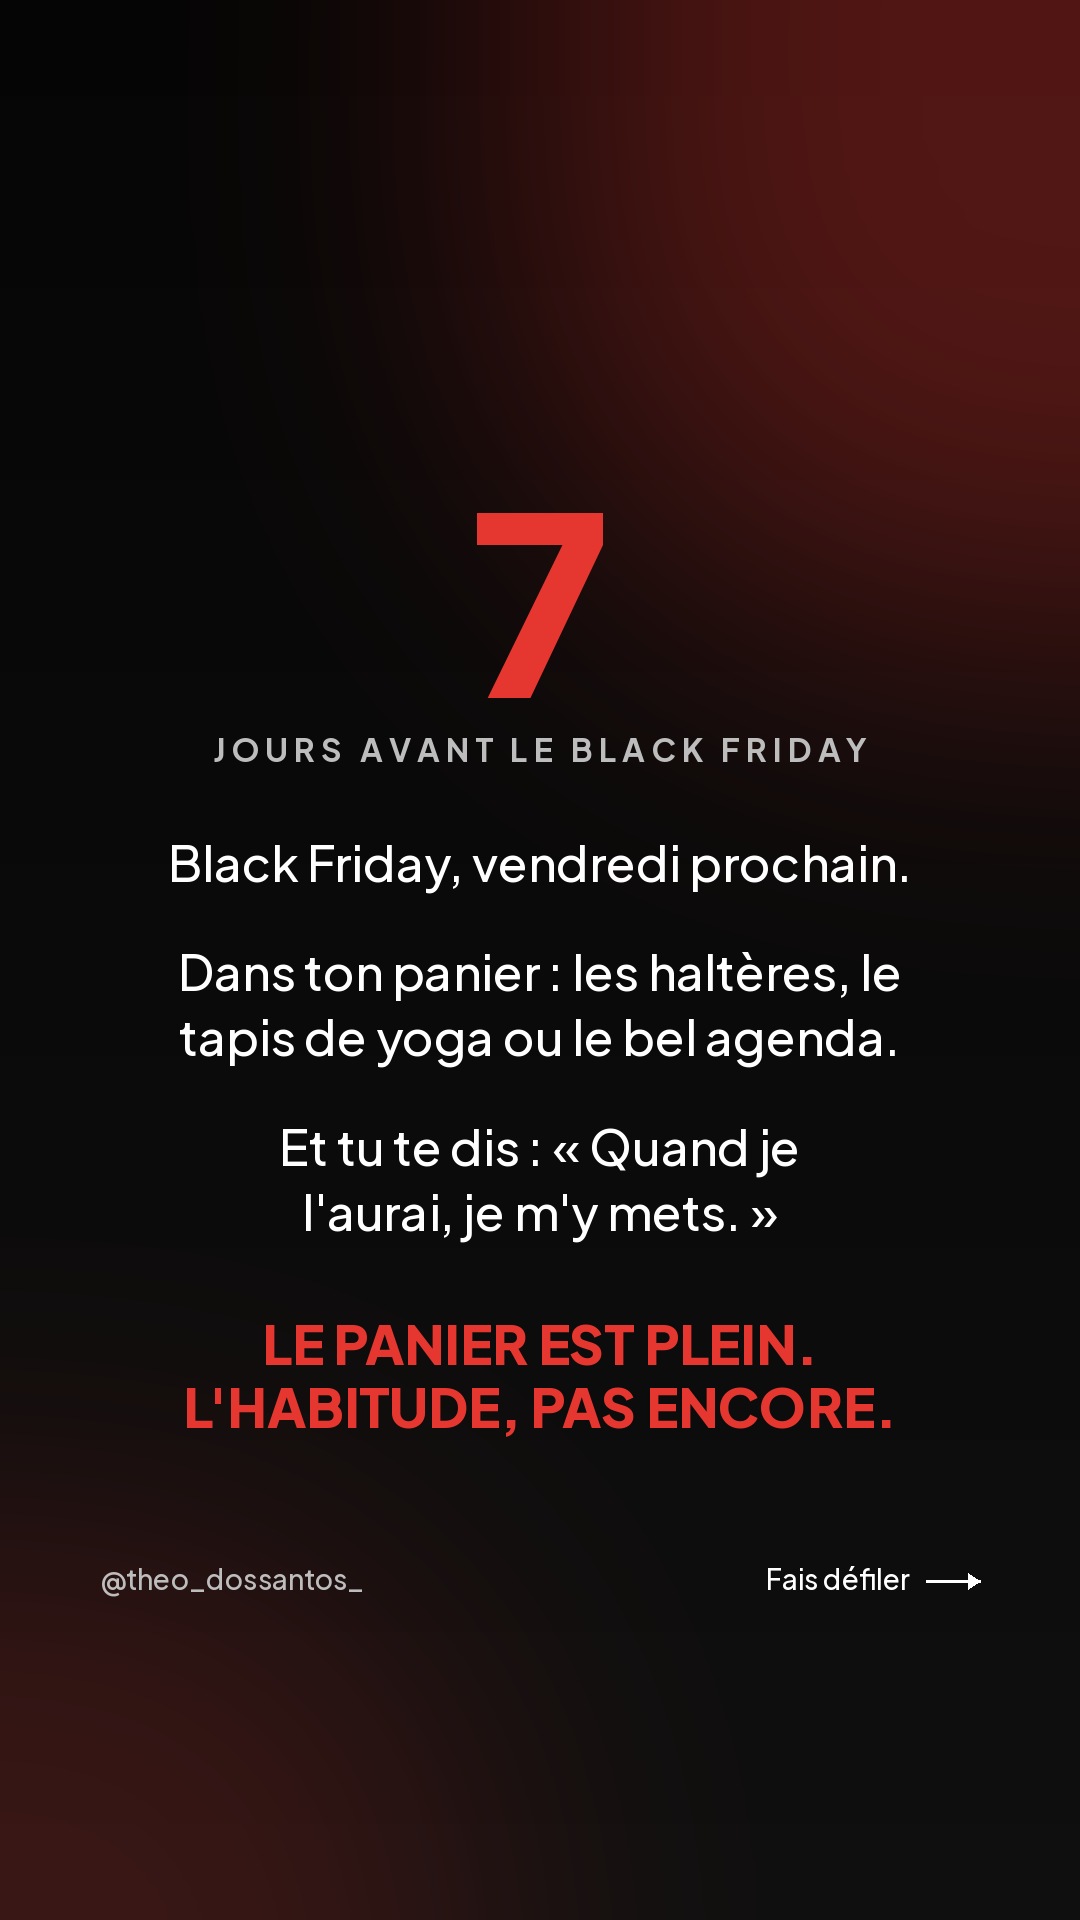 7
JOURS AVANT LE BLACK FRIDAY
Black Friday, vendredi prochain.
Dans ton panier : les haltères, le
tapis de yoga ou le bel agenda.
Et tu te dis : « Quand je
l'aurai, je m'y mets. »
LE PANIER EST PLEIN.
L'HABITUDE, PAS ENCORE.
@theo_dossantos_
Fais défiler